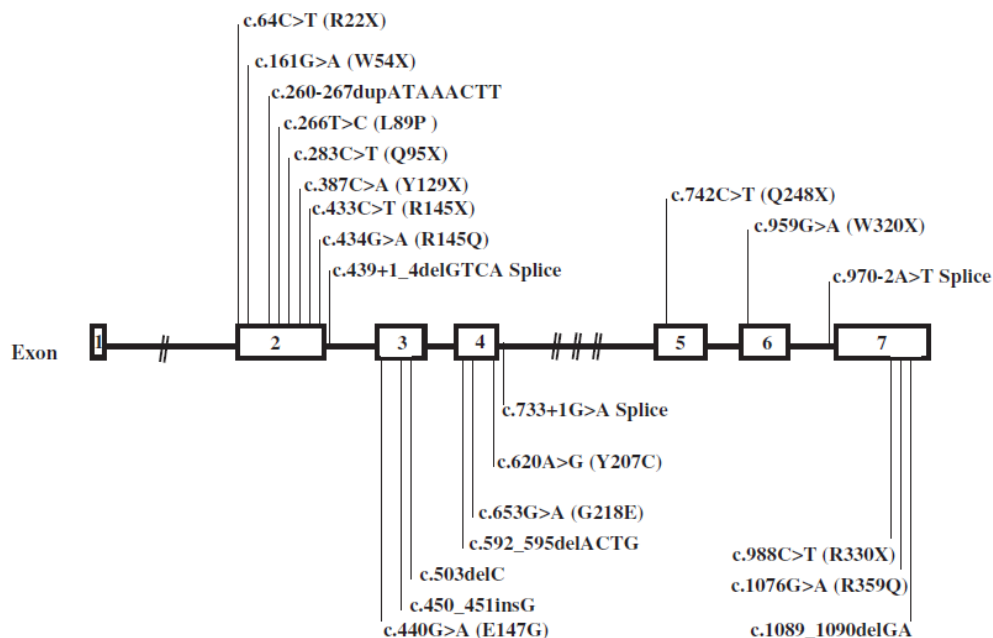 c.64C>T (R22X)
c.161G>A (W54X)
c.260-267dupATAAACTT
c.266T>C (L89P )
c.283C>T (Q95X)
c.387C>A (Y129X)
c.433C>T (R145X)
c.434G>A (R145Q)
c.439+1_4delGTCA Splice
c.742C>T (Q248X)
c.959G>A (W320X)
c.970-2A>T Splice
Exon 1 2 3 4 5 6 7
c.733+1G>A Splice
c.620A>G (Y207C)
c.653G>A (G218E)
c.592_595delACTG
c.503delC
c.450_451insG
c.440G>A (E147G)
c.988C>T (R330X)
c.1076G>A (R359Q)
c.1089_1090delGA